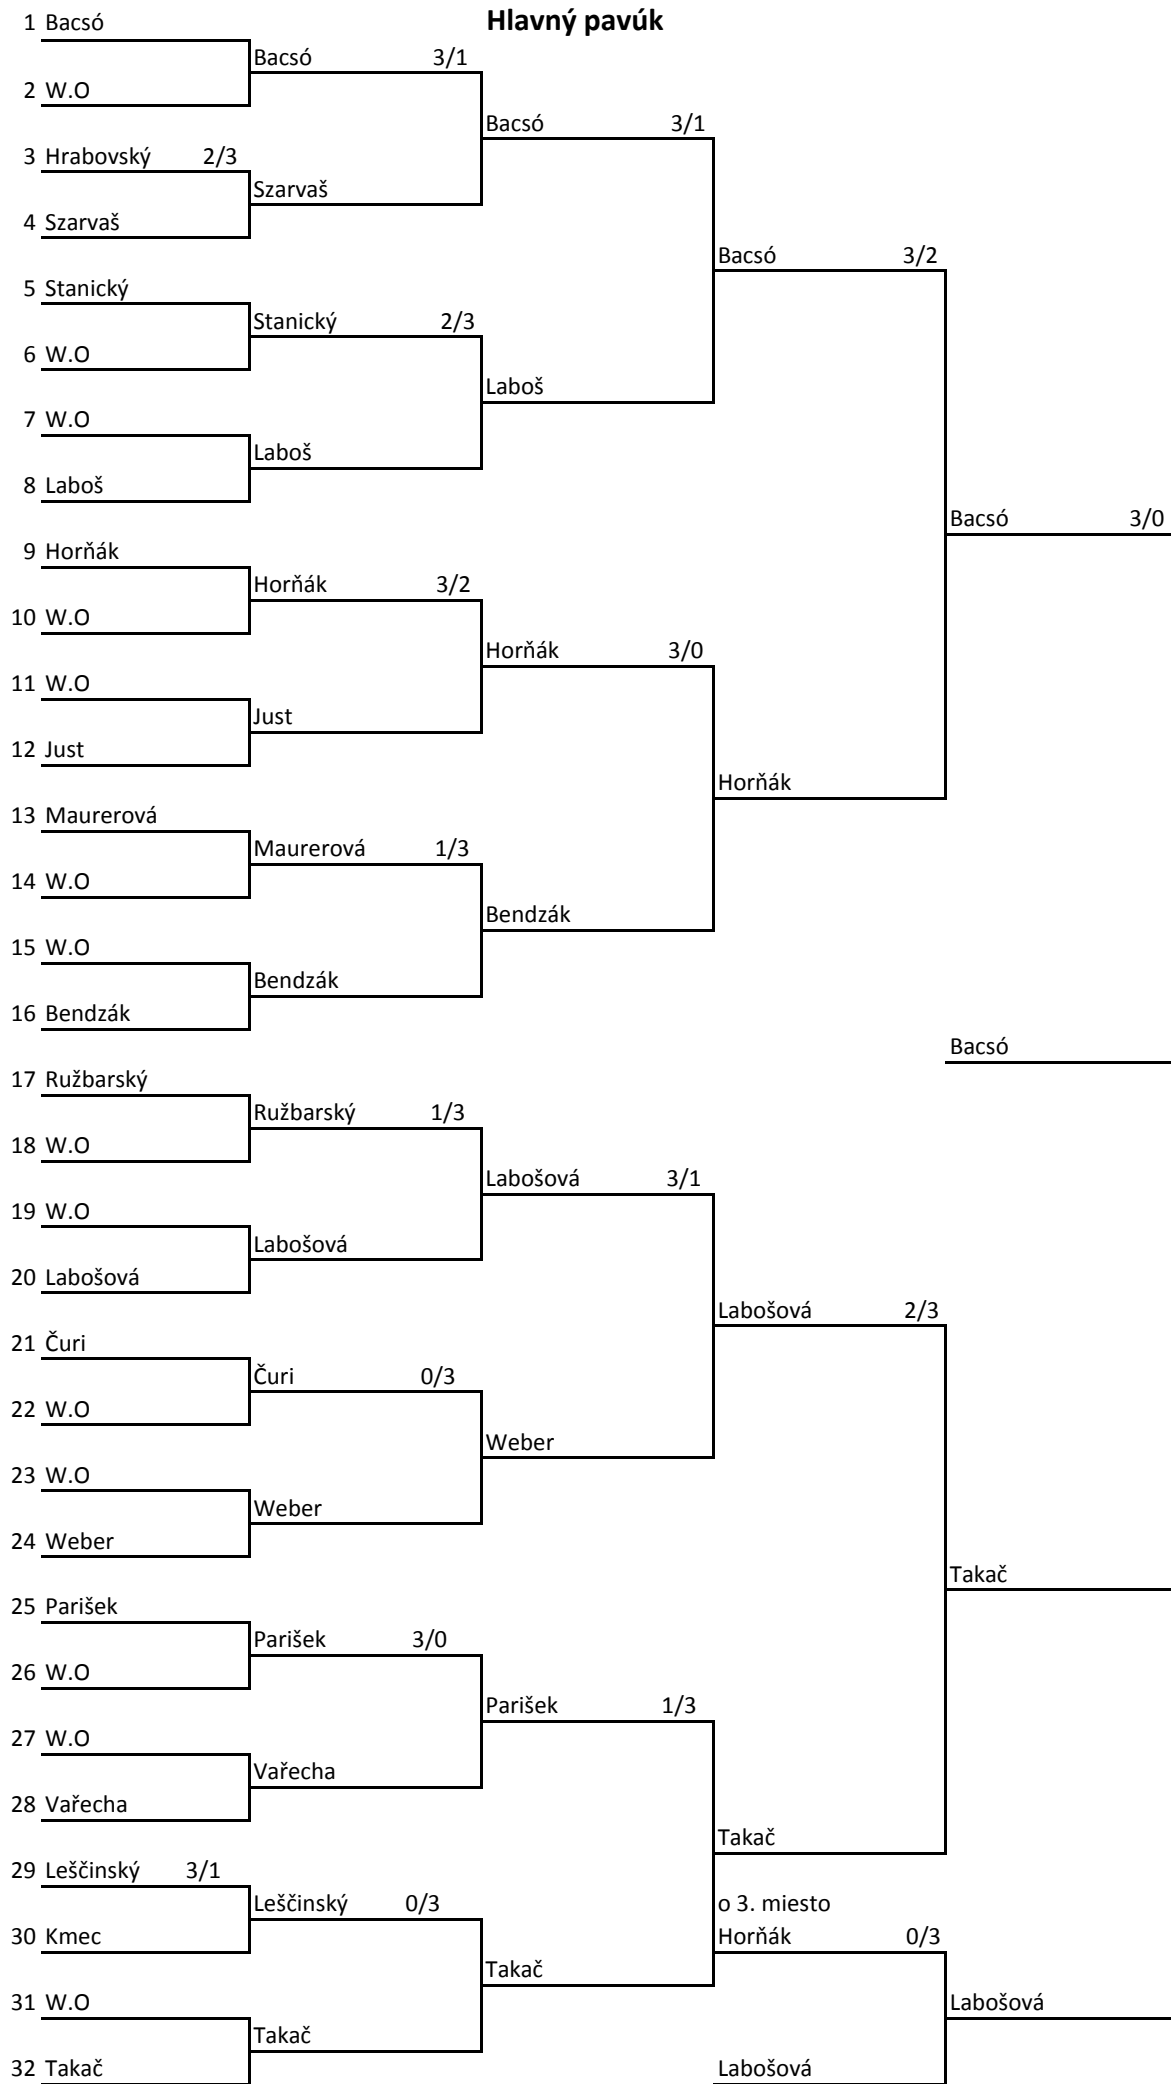 Hlavný pavúk
1 Bacsó
Bacsó 3/1
2 W.O
Bacsó 3/1
3 Hrabovský 2/3
Szarvaš
4 Szarvaš
Bacsó 3/2
5 Stanický
Stanický 2/3
6 W.O
Laboš
7 W.O
Laboš
8 Laboš
Bacsó 3/0
9 Horňák
Horňák 3/2
10 W.O
Horňák 3/0
11 W.O
Just
12 Just
Horňák
13 Maurerová
Maurerová 1/3
14 W.O
Bendzák
15 W.O
Bendzák
16 Bendzák
Bacsó
17 Ružbarský
Ružbarský 1/3
18 W.O
Labošová 3/1
19 W.O
Labošová
20 Labošová
Labošová 2/3
21 Čuri
Čuri 0/3
22 W.O
Weber
23 W.O
Weber
24 Weber
Takač
25 Parišek
Parišek 3/0
26 W.O
Parišek 1/3
27 W.O
Vařecha
28 Vařecha
Takač
29 Leščinský 3/1
Leščinský 0/3
o 3. miesto
30 Kmec
Horňák 0/3
Takač
31 W.O
Labošová
Takač
32 Takač
Labošová